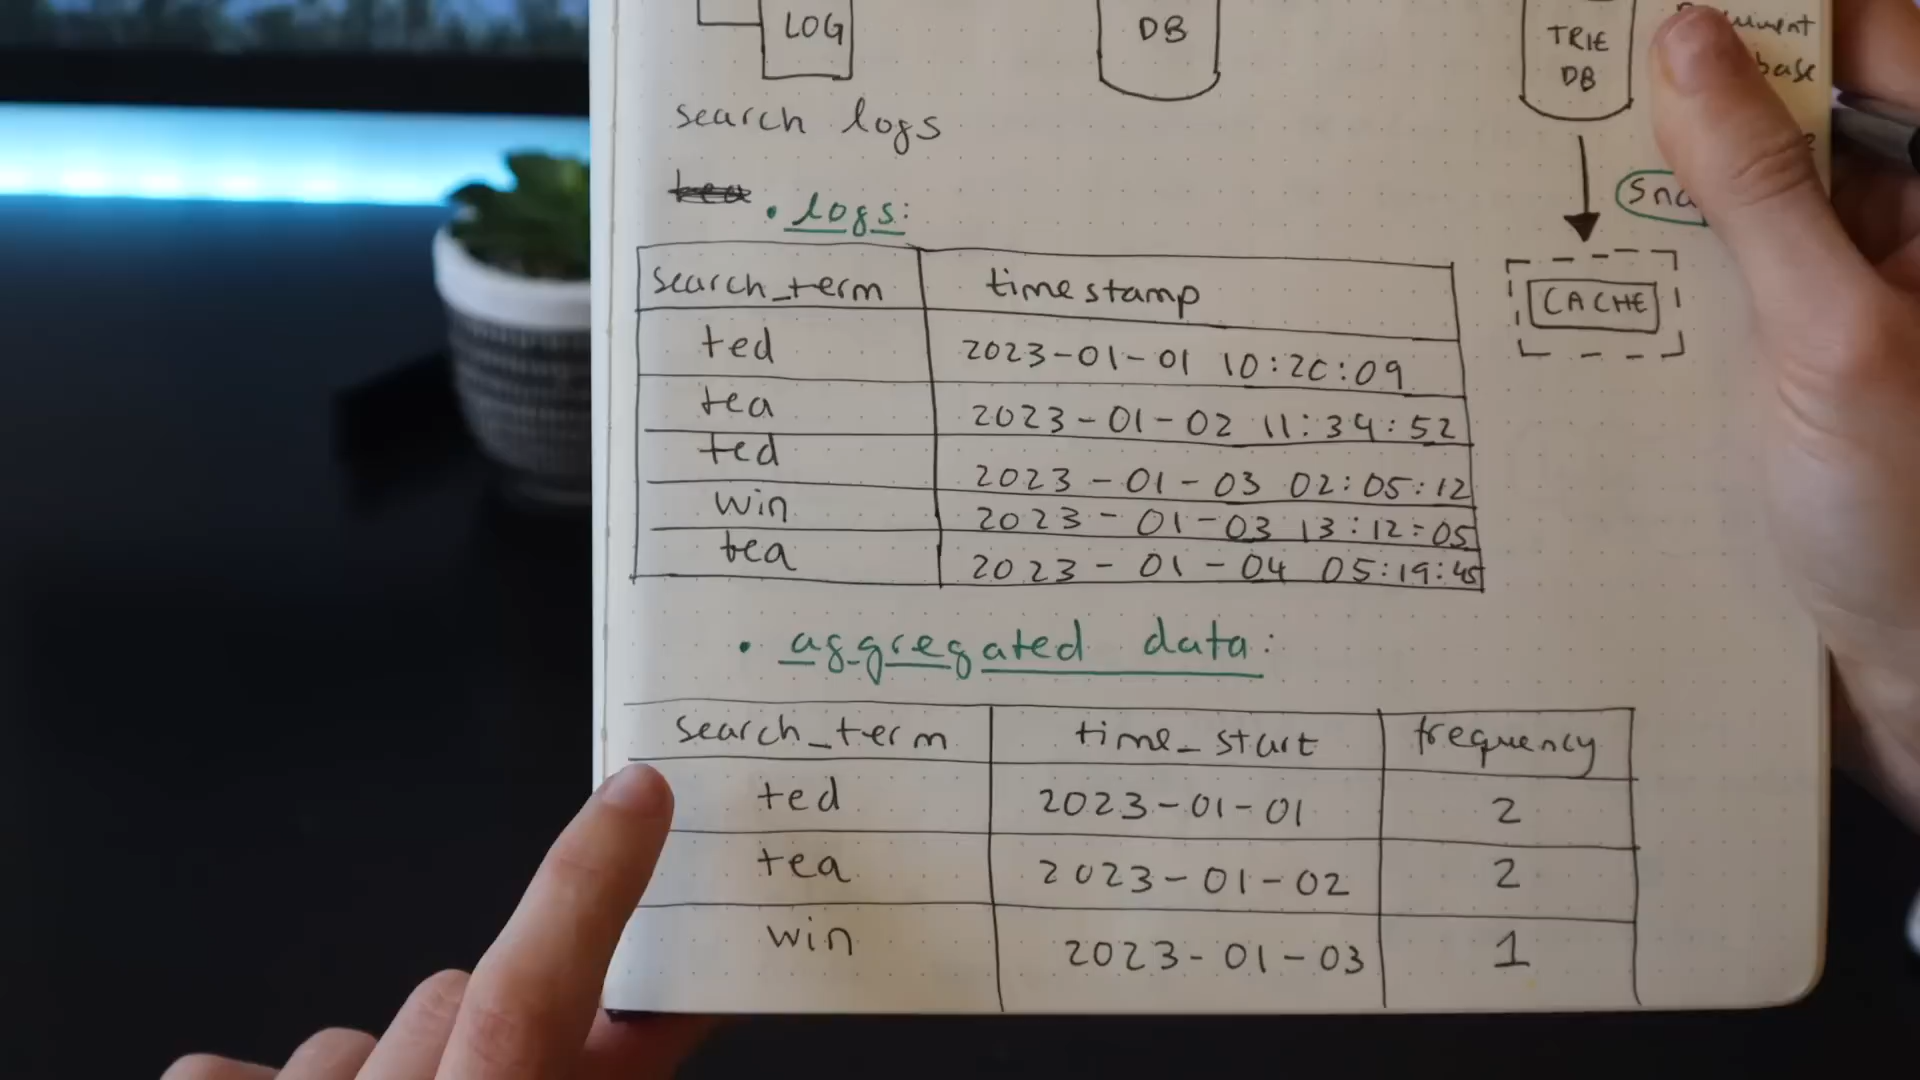 LOG
DB
TRIE
DB
search logs
logs:
search_term timestamp
ted 2023-01-01 10:20:09
tea 2023-01-02 11:34:52
ted 2023-01-03 02:05:12
win 2023-01-03 13:12:05
tea 2023-01-04 05:19:45
CACHE
aggregated data:
search_term time_start frequency
ted 2023-01-01 2
tea 2023-01-02 2
win 2023-01-03 1